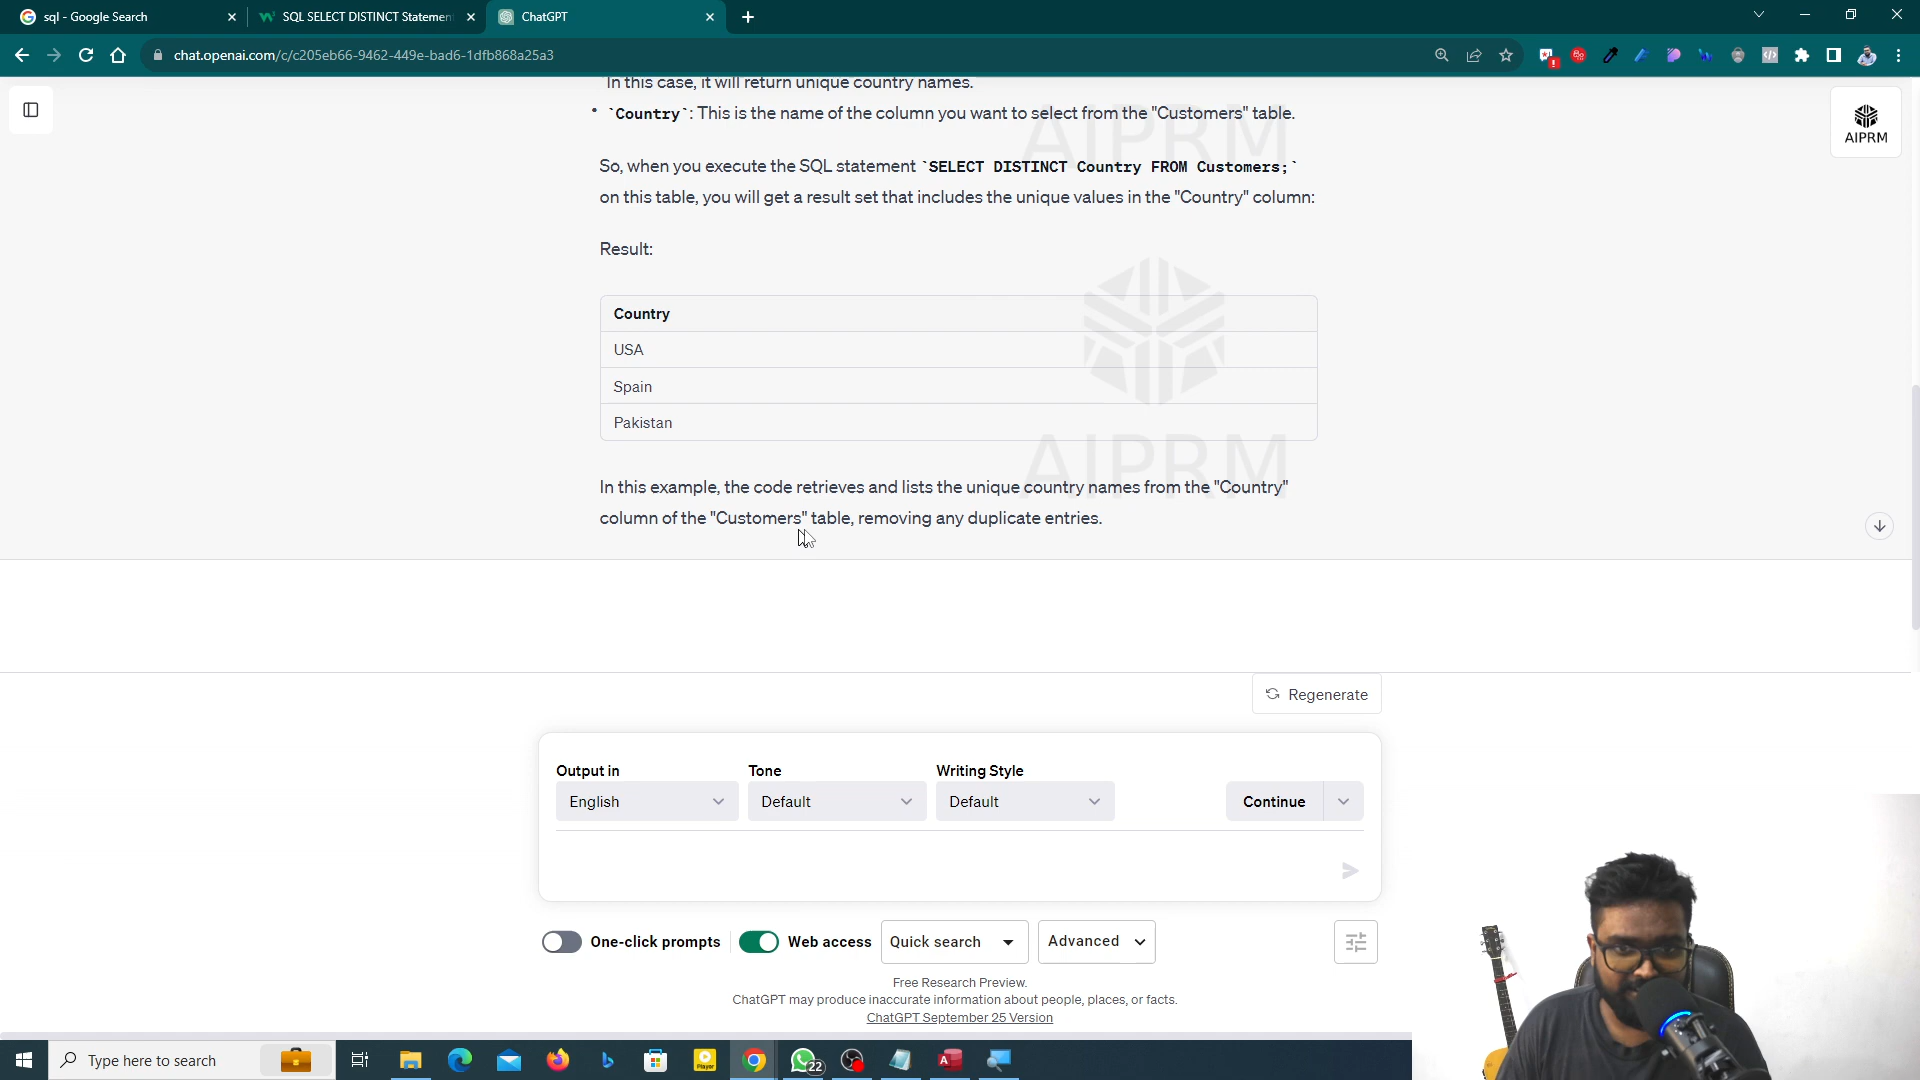 sql - Google Search
SQL SELECT DISTINCT Statement
ChatGPT
chat.openai.com/c/c205eb66-9462-449e-bad6-1dfb868a25a3
In this case, it will return unique country names.
• `Country`: This is the name of the column you want to select from the "Customers" table.
So, when you execute the SQL statement `SELECT DISTINCT Country FROM Customers;`
on this table, you will get a result set that includes the unique values in the "Country" column:
Result:
Country
USA
Spain
Pakistan
In this example, the code retrieves and lists the unique country names from the "Country"
column of the "Customers" table, removing any duplicate entries.
AIPRM
AIPRM
AIPRM
Regenerate
Output in Tone Writing Style
English Default Default Continue
One-click prompts Web access Quick search Advanced
Free Research Preview.
ChatGPT may produce inaccurate information about people, places, or facts.
ChatGPT September 25 Version
Type here to search
Player
22
A